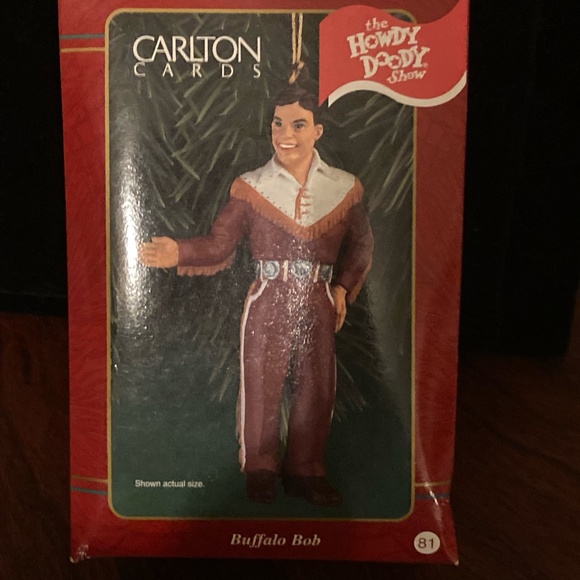 CARLTON
CARDS
the
HOWDY
DOODY®
Show
Shown actual size.
Buffalo Bob
81